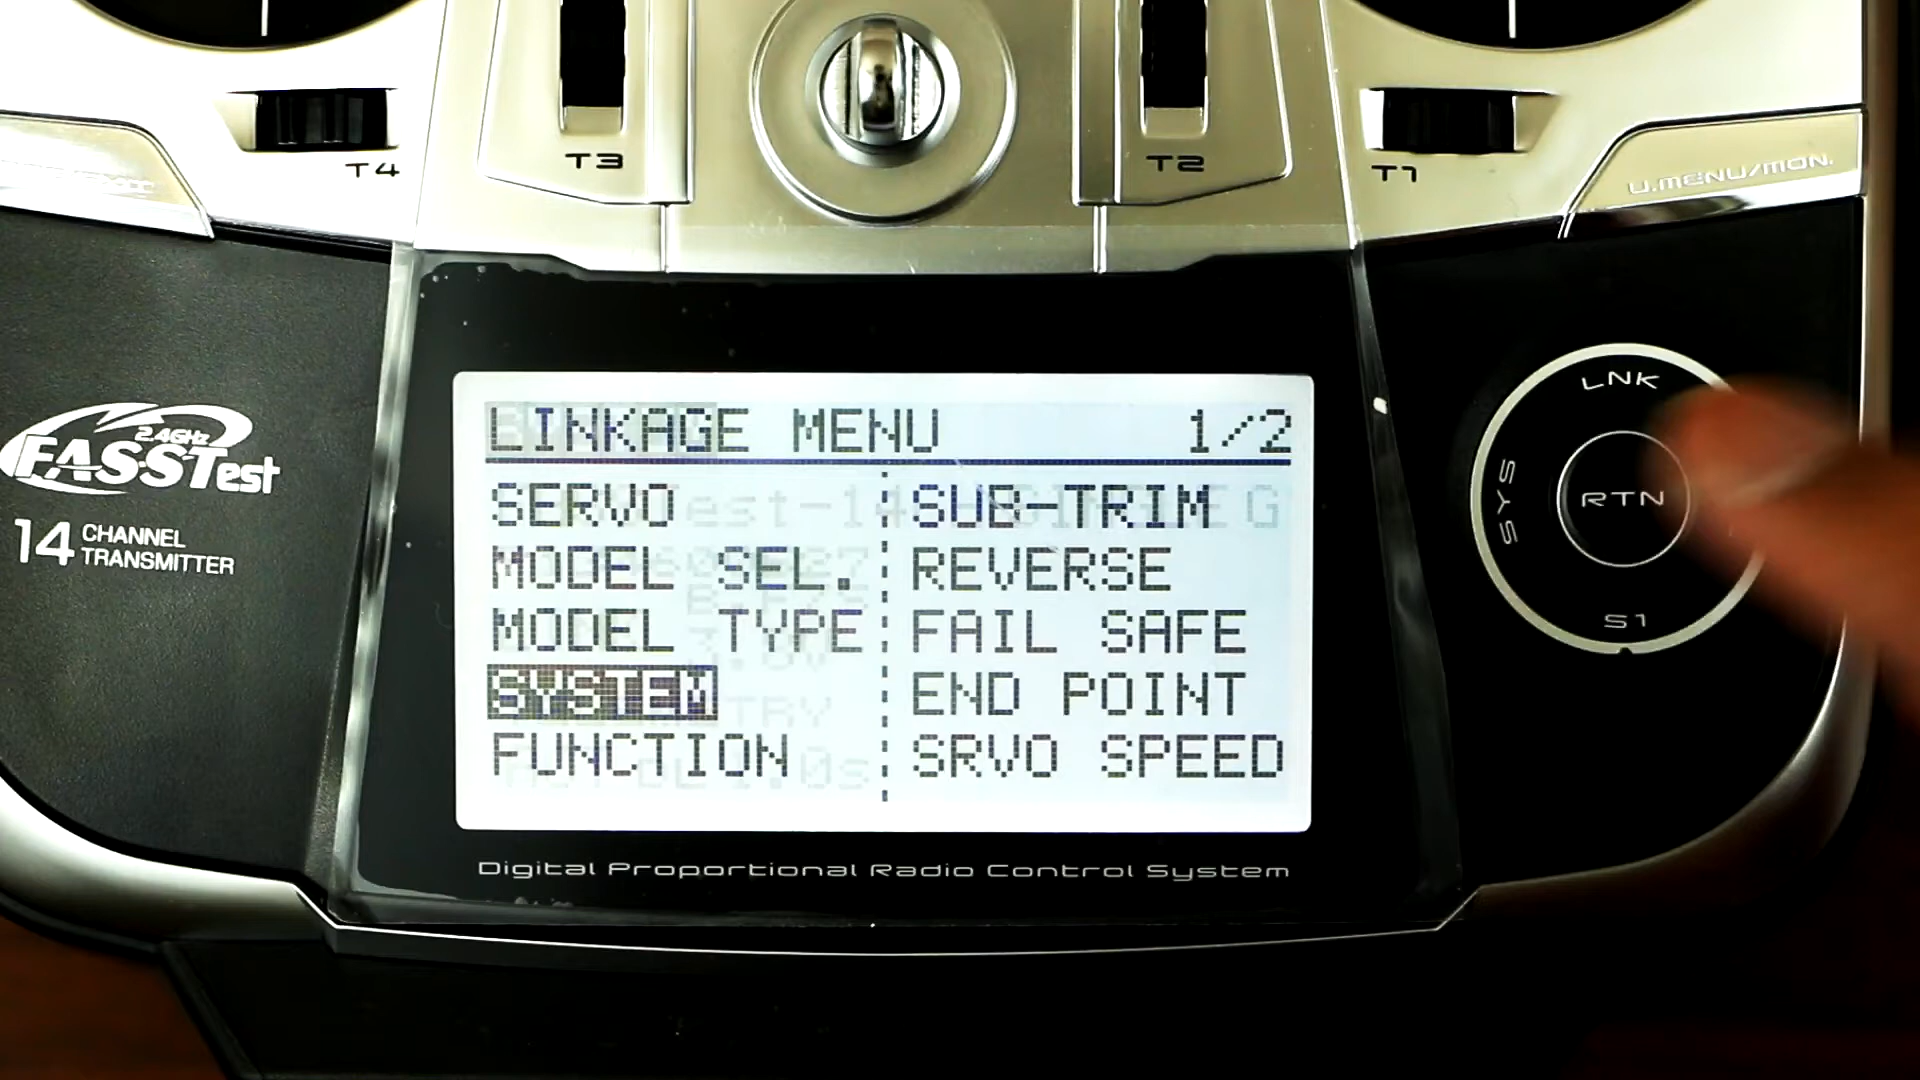 T4
T3
T2
T1
U.MENU/MON.
LINKAGE MENU 1/2
SERVO
SUB-TRIM
MODEL SEL.
REVERSE
MODEL TYPE
FAIL SAFE
SYSTEM
END POINT
FUNCTION
SRVO SPEED
2.4GHz
FASSTest
14 CHANNEL
TRANSMITTER
LNK
SYS
RTN
S1
Digital Proportional Radio Control System